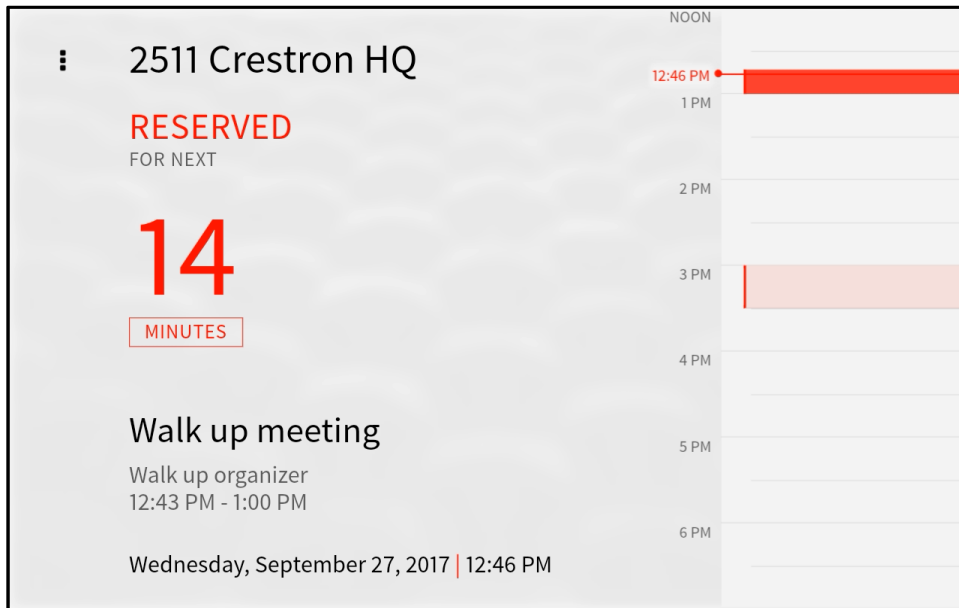 2511 Crestron HQ
RESERVED
FOR NEXT
14
MINUTES
Walk up meeting
Walk up organizer
12:43 PM - 1:00 PM
Wednesday, September 27, 2017 | 12:46 PM
NOON
12:46 PM
1 PM
2 PM
3 PM
4 PM
5 PM
6 PM